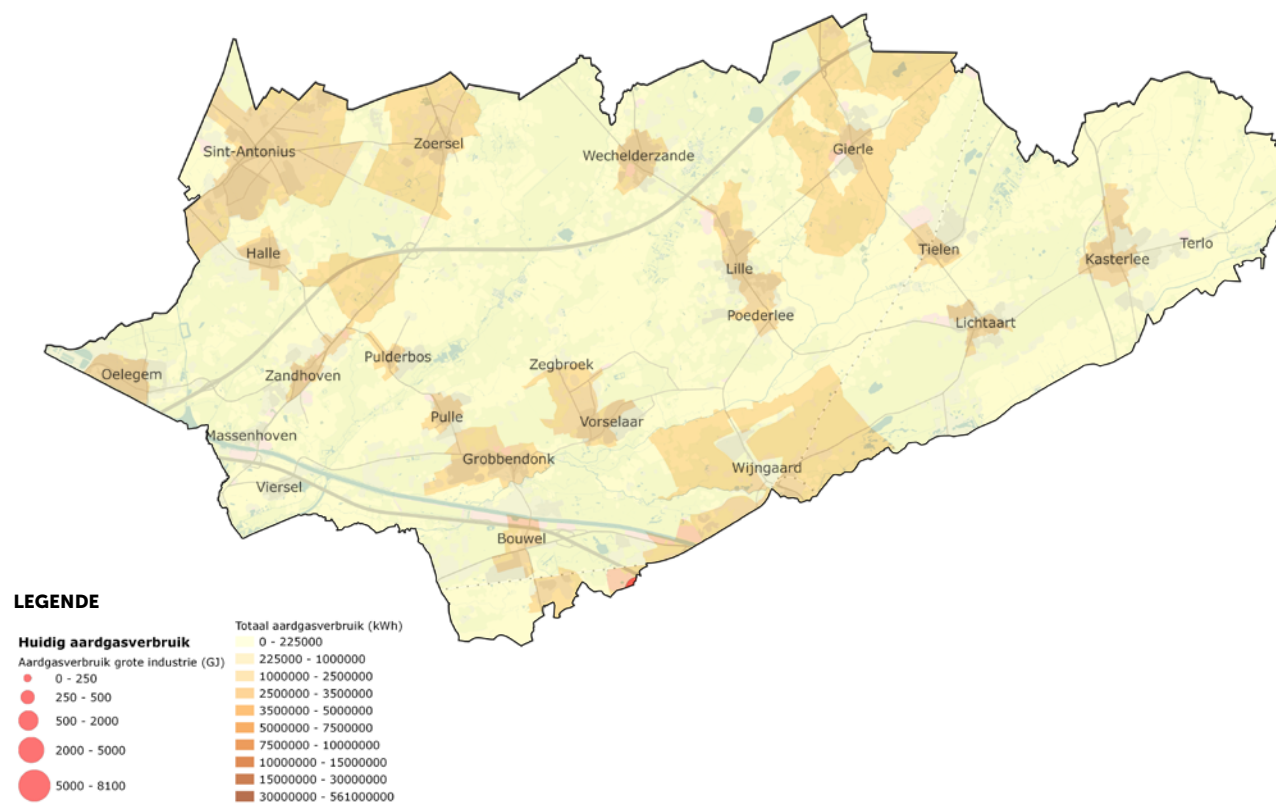 Sint-Antonius
Zoersel
Wechelderzande
Gierle
Halle
Tielen
Terlo
Kasterlee
Lille
Poederlee
Lichtaart
Pulderbos
Zegbroek
Oelegem
Zandhoven
Pulle
Vorselaar
Massenhoven
Grobbendonk
Wijngaard
Viersel
Bouwel
LEGENDE
Huidig aardgasverbruik
Aardgasverbruik grote industrie (GJ)
0 - 250
250 - 500
500 - 2000
2000 - 5000
5000 - 8100
Totaal aardgasverbruik (kWh)
0 - 225000
225000 - 1000000
1000000 - 2500000
2500000 - 3500000
3500000 - 5000000
5000000 - 7500000
7500000 - 10000000
10000000 - 15000000
15000000 - 30000000
30000000 - 561000000